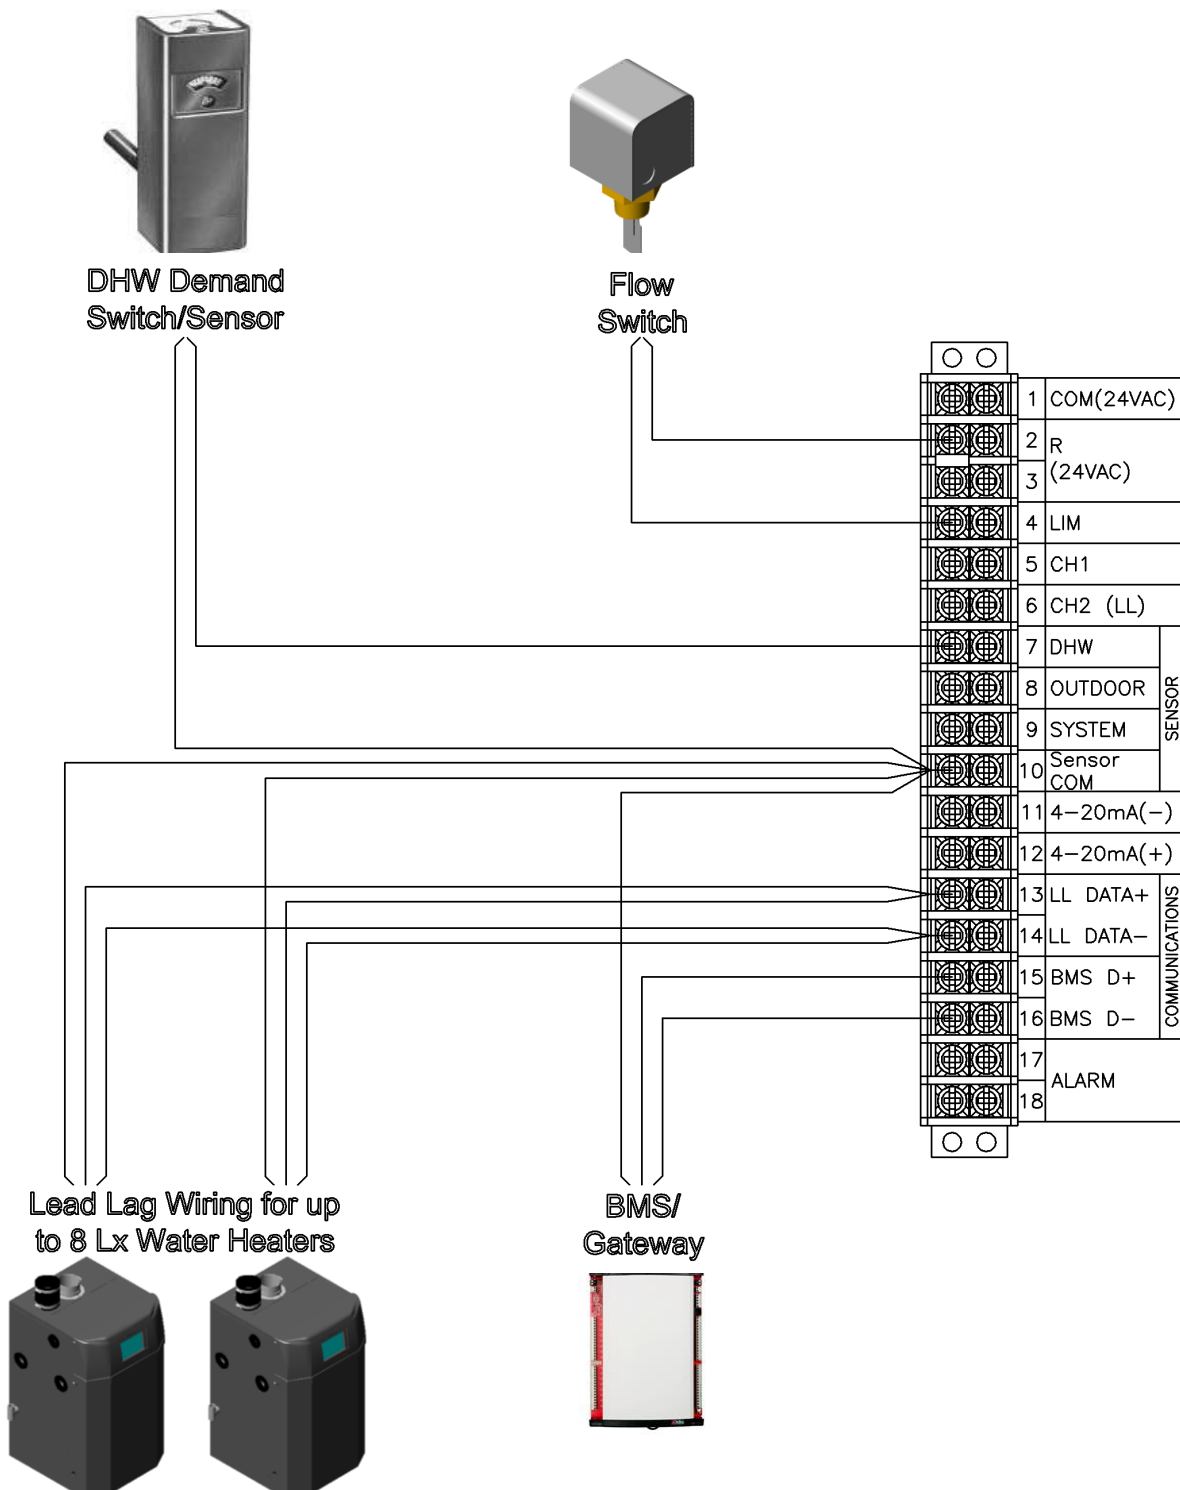 DHW Demand
Switch/Sensor
Flow
Switch
1 COM(24VAC)
2 R
3 (24VAC)
4 LIM
5 CH1
6 CH2 (LL)
7 DHW
8 OUTDOOR
9 SYSTEM
10 Sensor
COM
SENSOR
11 4-20mA(-)
12 4-20mA(+)
13 LL DATA+
14 LL DATA-
15 BMS D+
16 BMS D-
COMMUNICATIONS
17
ALARM
18
Lead Lag Wiring for up
to 8 Lx Water Heaters
BMS/
Gateway